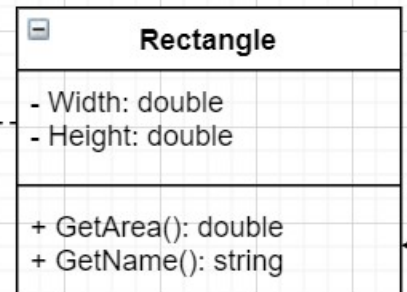 Rectangle
- Width: double
- Height: double
+ GetArea(): double
+ GetName(): string